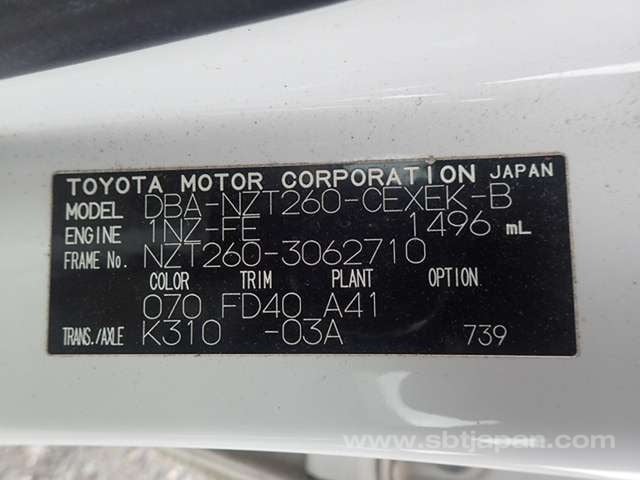 TOYOTA MOTOR CORPORATION JAPAN
MODEL DBA-NZT260-CEXEK-B
ENGINE 1NZ-FE 1496 mL
FRAME No. NZT260-3062710
COLOR TRIM PLANT OPTION
070 FD40 A41
TRANS./AXLE K310 -03A 739
www.sbtjapan.com